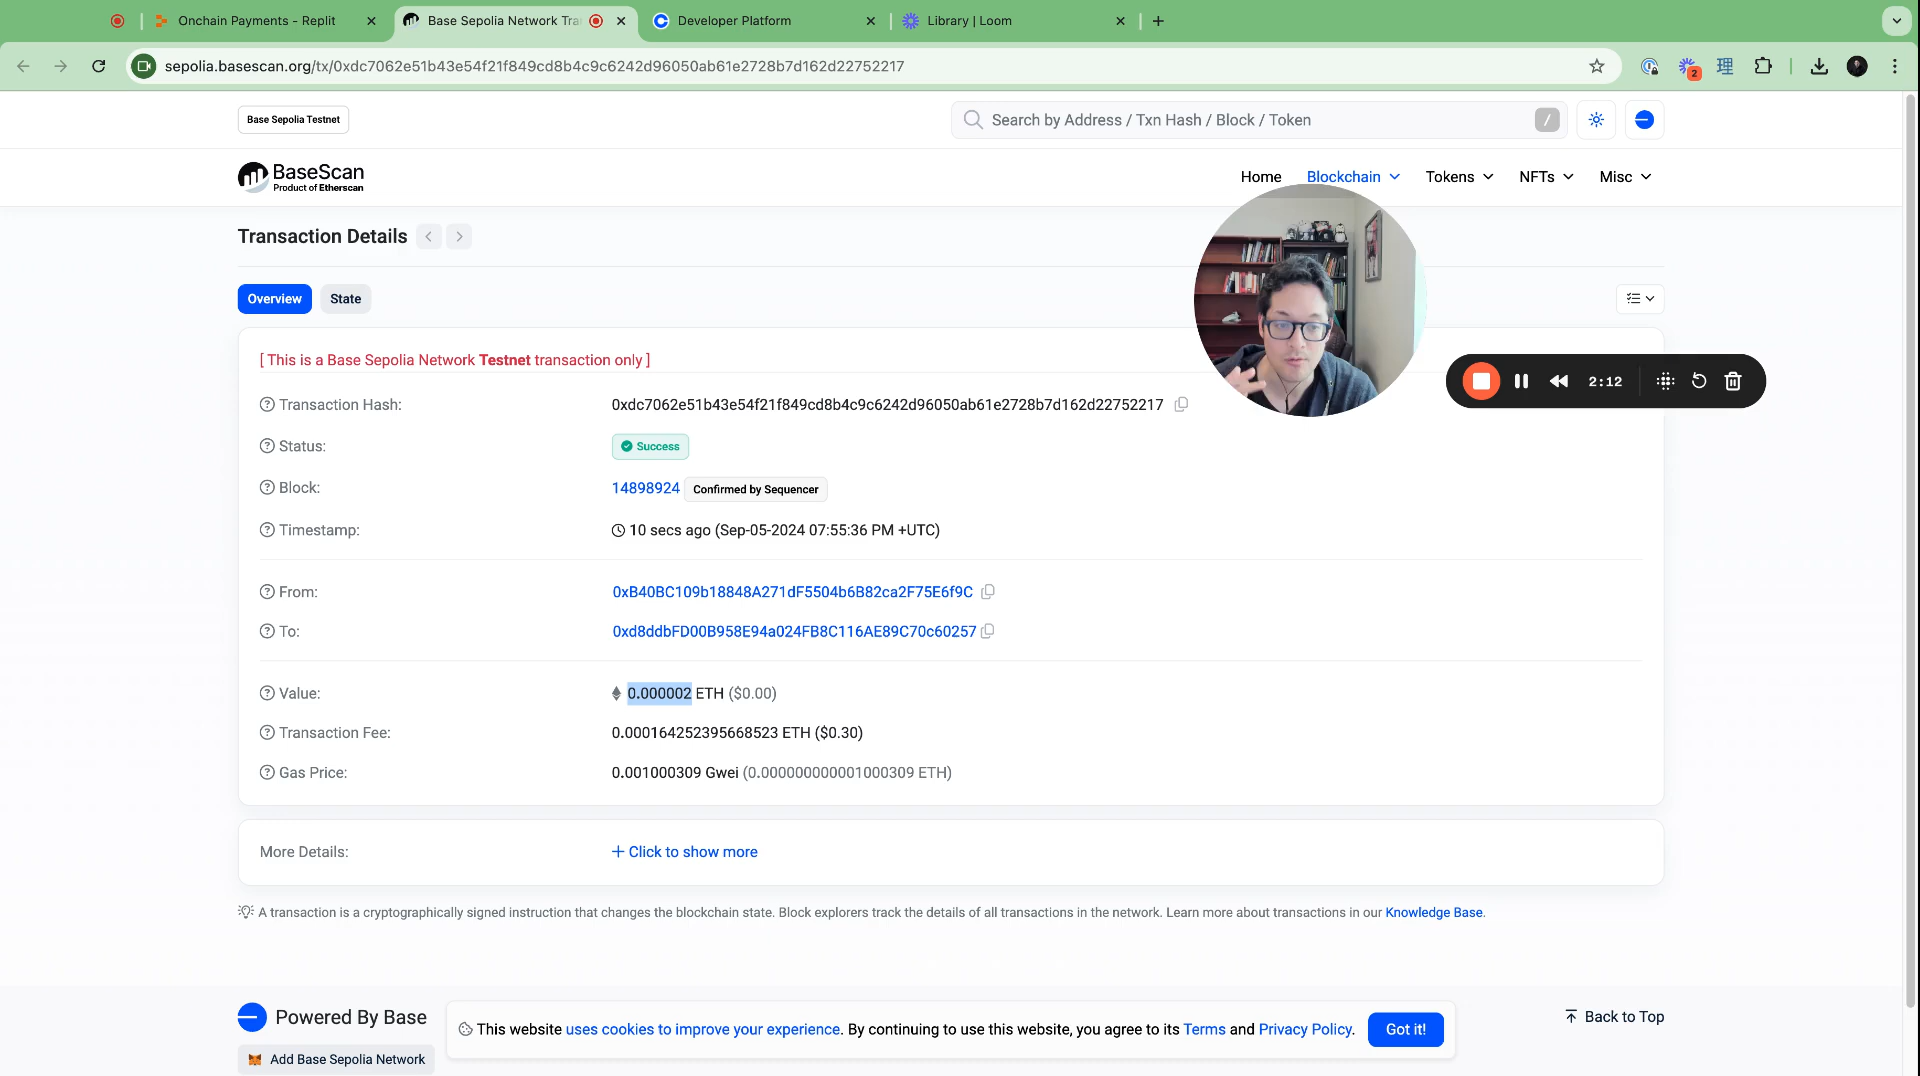 Onchain Payments - Replit
Base Sepolia Network Tra
Developer Platform
Library | Loom
sepolia.basescan.org/tx/0xdc7062e51b43e54f21f849cd8b4c9c6242d96050ab61e2728b7d162d22752217
2
Base Sepolia Testnet
Search by Address / Txn Hash / Block / Token
/
BaseScan
Product of Etherscan
Home
Blockchain
Tokens
NFTs
Misc
Transaction Details
Overview
State
[ This is a Base Sepolia Network Testnet transaction only ]
Transaction Hash:
0xdc7062e51b43e54f21f849cd8b4c9c6242d96050ab61e2728b7d162d22752217
2:12
Status:
Success
Block:
14898924
Confirmed by Sequencer
Timestamp:
10 secs ago (Sep-05-2024 07:55:36 PM +UTC)
From:
0xB40BC109b18848A271dF5504b6B82ca2F75E6f9C
To:
0xd8ddbFD00B958E94a024FB8C116AE89C70c60257
Value:
0.000002 ETH ($0.00)
Transaction Fee:
0.000164252395668523 ETH ($0.30)
Gas Price:
0.001000309 Gwei (0.000000000001000309 ETH)
More Details:
+ Click to show more
A transaction is a cryptographically signed instruction that changes the blockchain state. Block explorers track the details of all transactions in the network. Learn more about transactions in our Knowledge Base.
Powered By Base
This website uses cookies to improve your experience. By continuing to use this website, you agree to its Terms and Privacy Policy.
Got it!
Back to Top
Add Base Sepolia Network